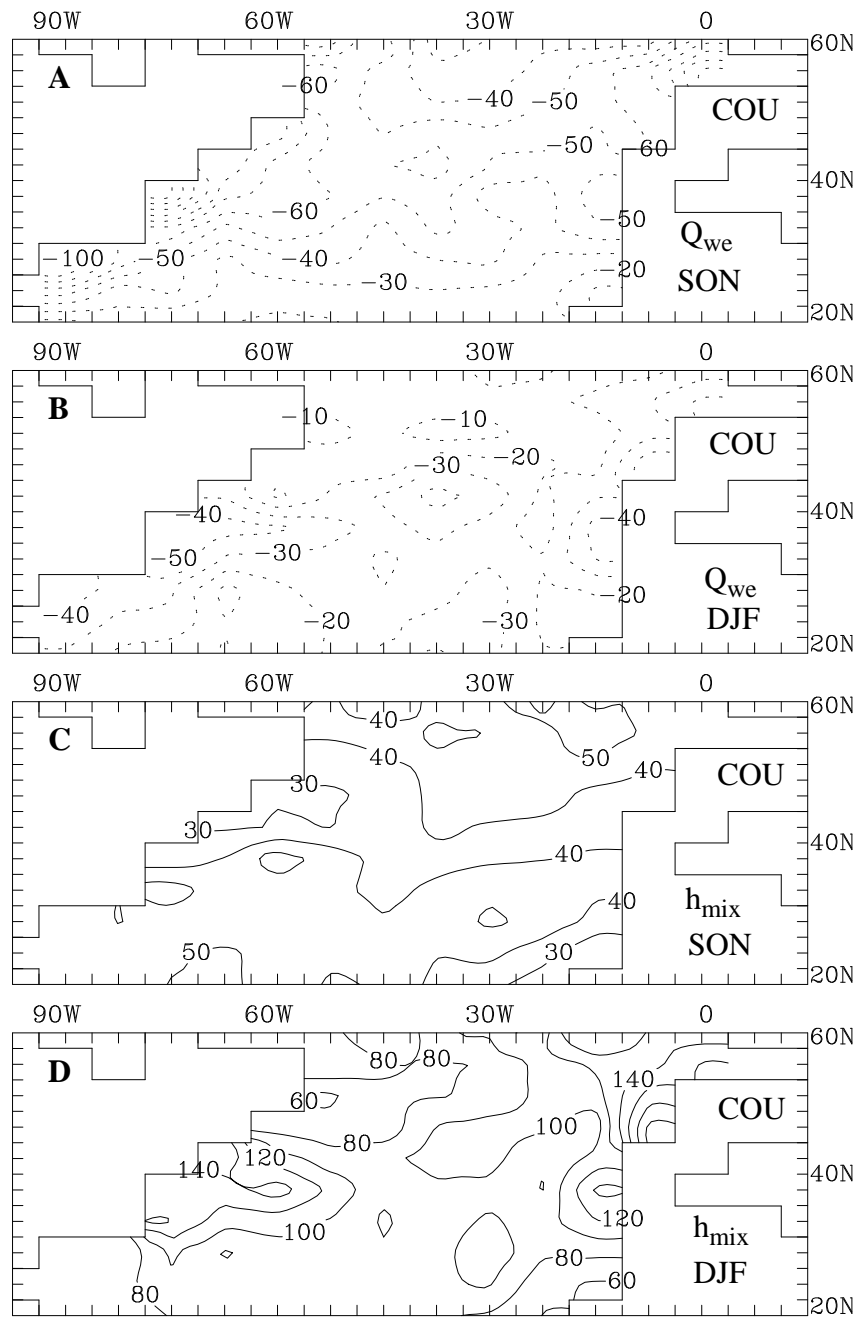 90W 60W 30W 0
60N
A
−60
−40 −50
COU
−50 −60
40N
−60
−50
Qwe
−100 −50 −40
−20
−30
SON
20N
90W 60W 30W 0
60N
B
−10 −10
COU
−30 −20
−40 −40
40N
−50 −30
Qwe
−20
−40 −20 −30
DJF
20N
90W 60W 30W 0
60N
C
40
40 50
40
COU
30
30
40N
40
40
hmix
SON
50 30
20N
90W 60W 30W 0
60N
D
80 80
140
60
COU
80 100
140 120
40N
120
100
hmix
80
60
DJF
80
20N